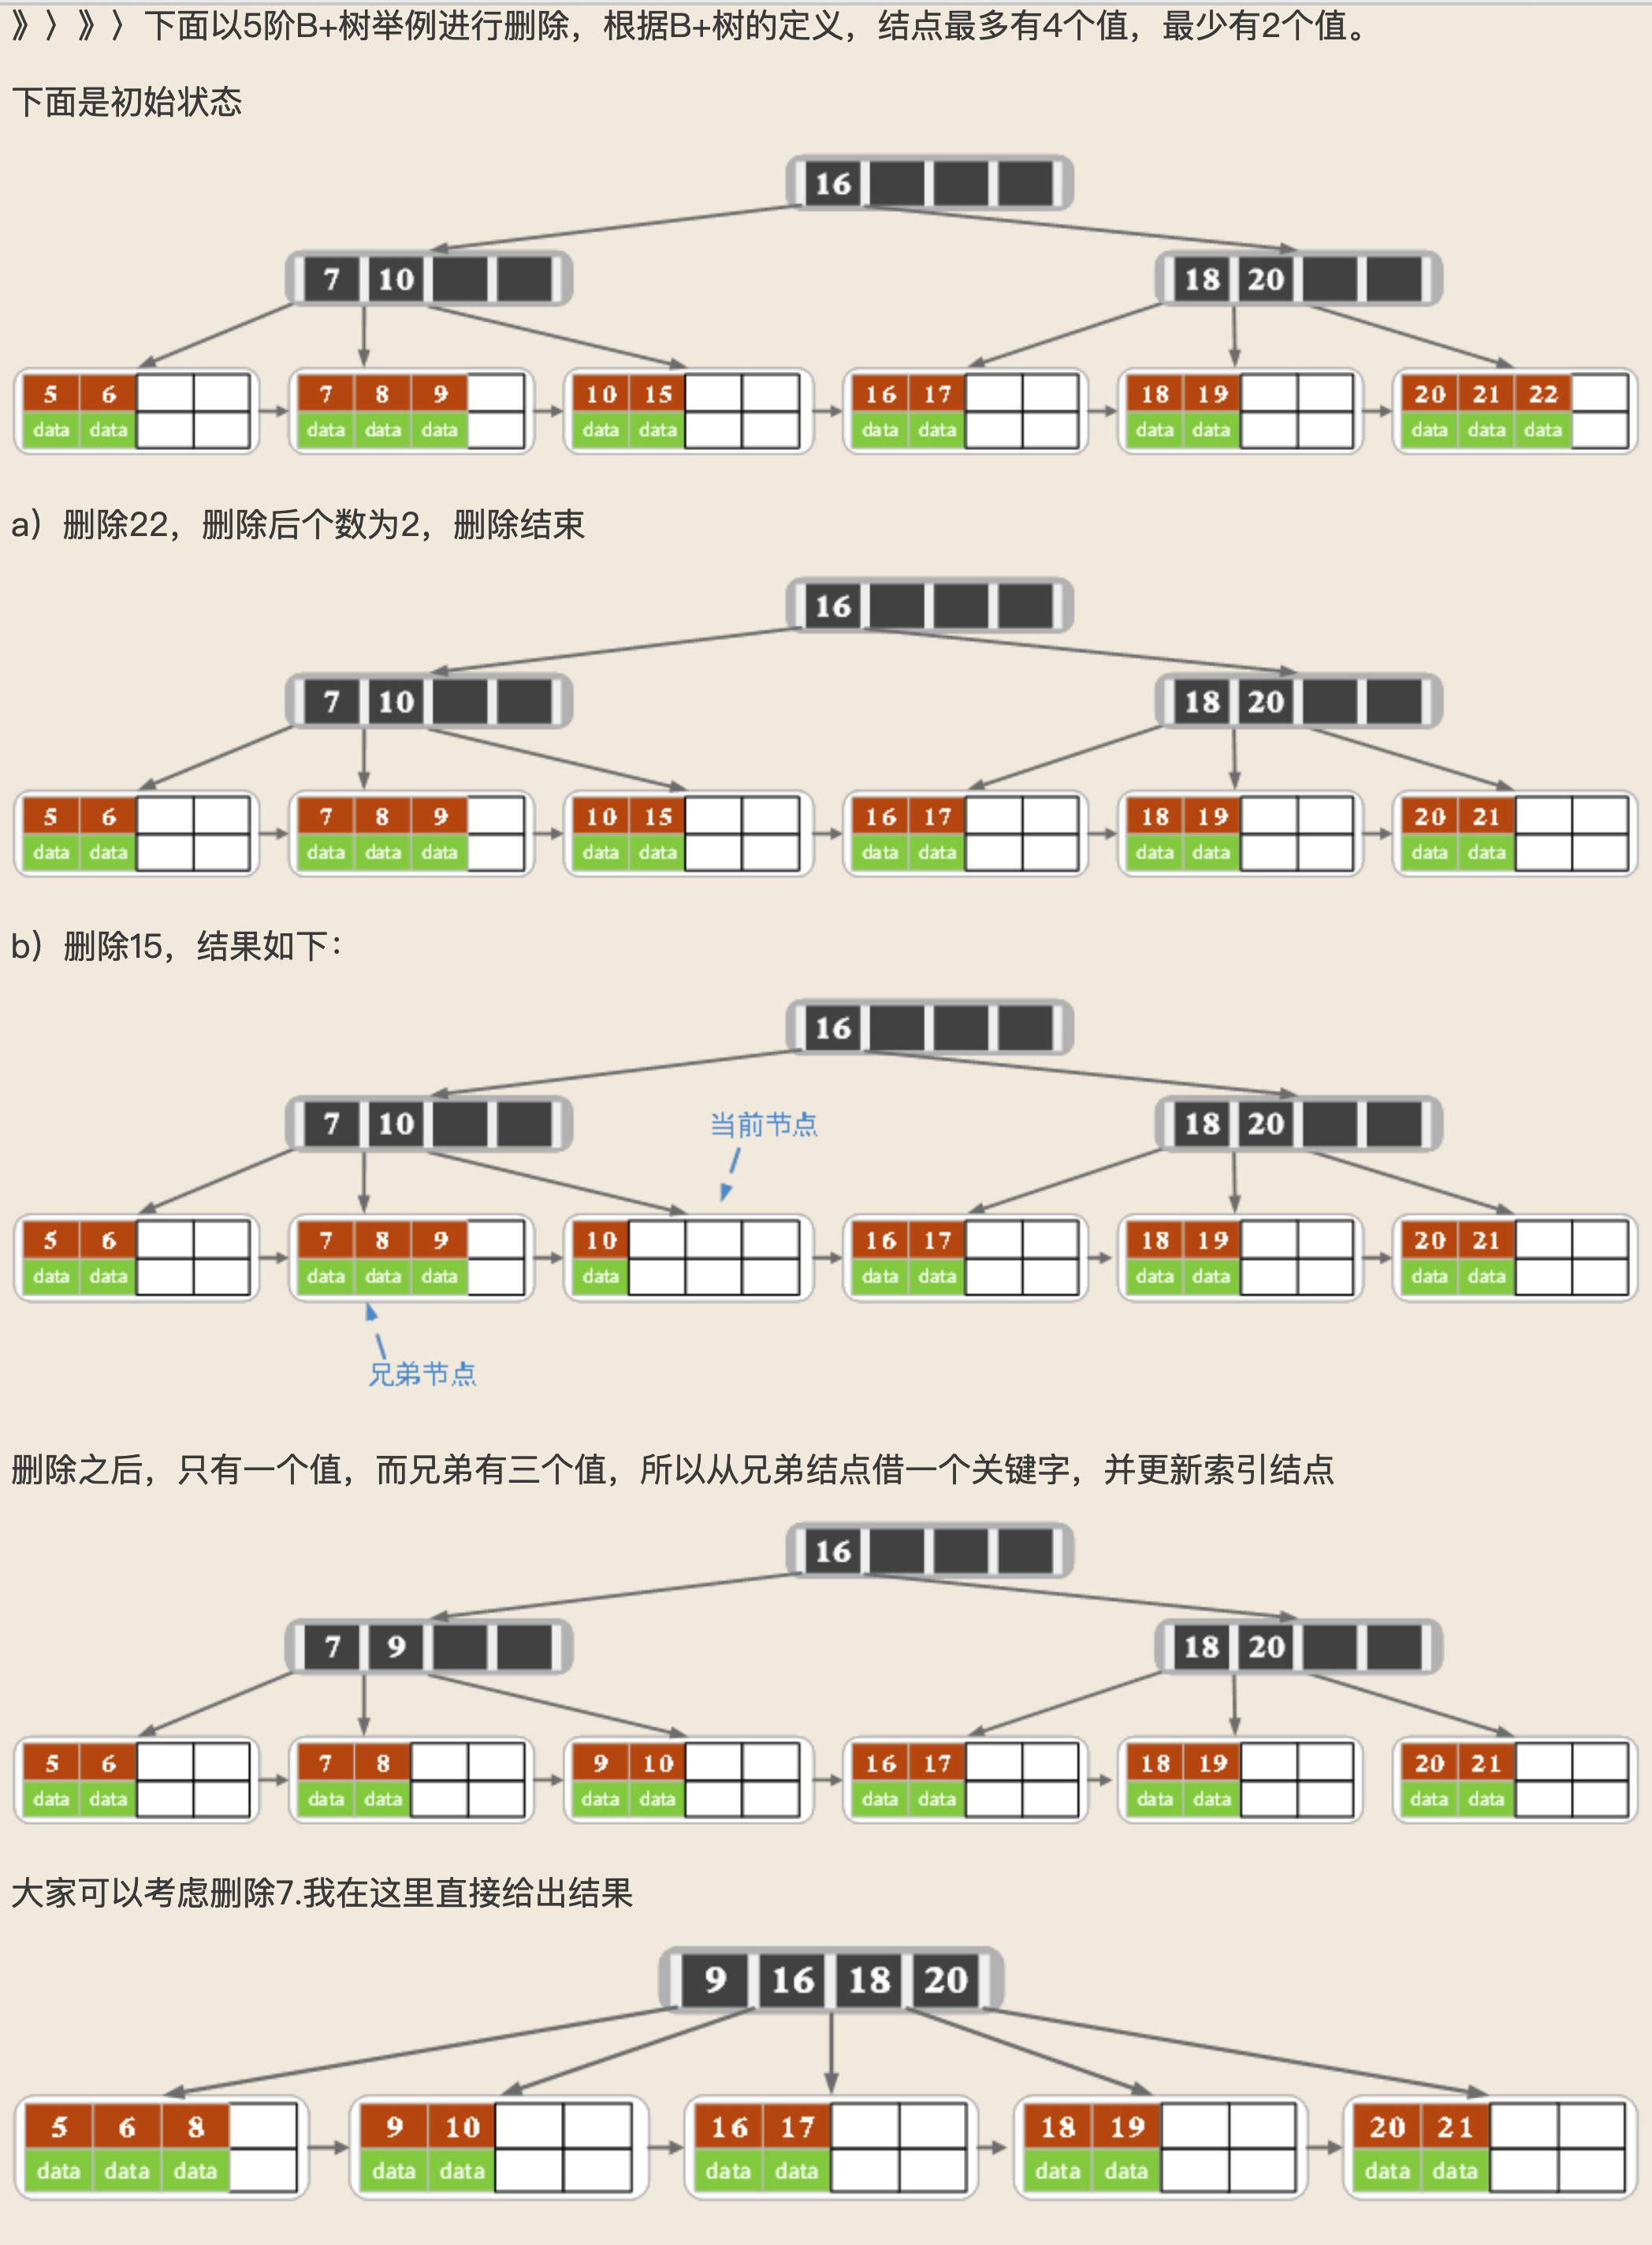 》〉》〉下面以5阶B+树举例进行删除，根据B+树的定义，结点最多有4个值，最少有2个值。
下面是初始状态
16
7 10
18 20
5 6
7 8 9
10 15
16 17
18 19
20 21 22
data data
data data data
data data
data data
data data
data data data
a）删除22，删除后个数为2，删除结束
16
7 10
18 20
5 6
7 8 9
10 15
16 17
18 19
20 21
data data
data data data
data data
data data
data data
data data
b）删除15，结果如下：
16
7 10
当前节点
18 20
5 6
7 8 9
10
16 17
18 19
20 21
data data
data data data
data
data data
data data
data data
兄弟节点
删除之后，只有一个值，而兄弟有三个值，所以从兄弟结点借一个关键字，并更新索引结点
16
7 9
18 20
5 6
7 8
9 10
16 17
18 19
20 21
data data
data data
data data
data data
data data
data data
大家可以考虑删除7.我在这里直接给出结果
9 16 18 20
5 6 8
9 10
16 17
18 19
20 21
data data data
data data
data data
data data
data data